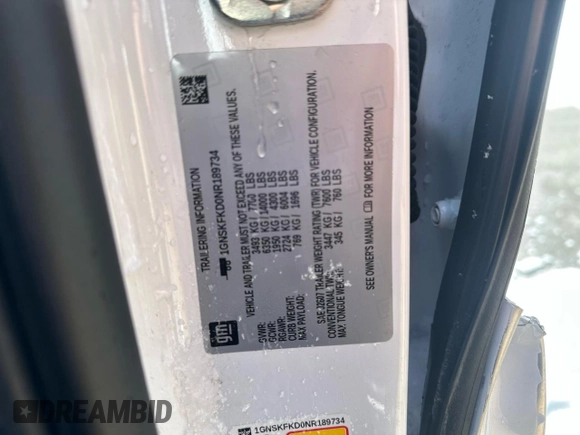 TRAILERING INFORMATION
1GNSKFKD0NR189734
VEHICLE AND TRAILER MUST NOT EXCEED ANY OF THESE VALUES.
GVWR: 3493 KG / 7700 LBS
GCWR: 6350 KG / 14000 LBS
RGAWR: 1950 KG / 4300 LBS
CURB WEIGHT: 2724 KG / 6004 LBS
MAX. PAYLOAD: 769 KG / 1696 LBS
SAE J2807 TRAILER WEIGHT RATING (TWR) FOR VEHICLE CONFIGURATION.
CONVENTIONAL TWR: 3447 KG / 7600 LBS
MAX. TONGUE WEIGHT: 345 KG / 760 LBS
SEE OWNER'S MANUAL FOR MORE INFORMATION
gm
1GNSKFKD0NR189734
DREAMBID